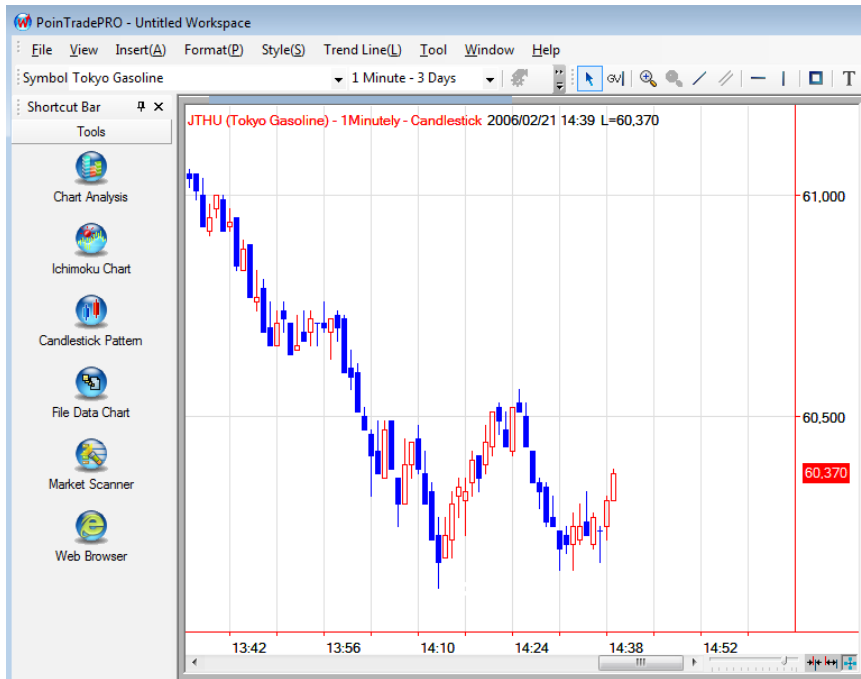 PoinTradePRO - Untitled Workspace
File View Insert(A) Format(P) Style(S) Trend Line(L) Tool Window Help
Symbol Tokyo Gasoline 1 Minute - 3 Days GV T
Shortcut Bar
Tools
Chart Analysis
Ichimoku Chart
Candlestick Pattern
File Data Chart
Market Scanner
Web Browser
JTHU (Tokyo Gasoline) - 1Minutely - Candlestick 2006/02/21 14:39 L=60,370
61,000
60,500
60,370
13:42 13:56 14:10 14:24 14:38 14:52